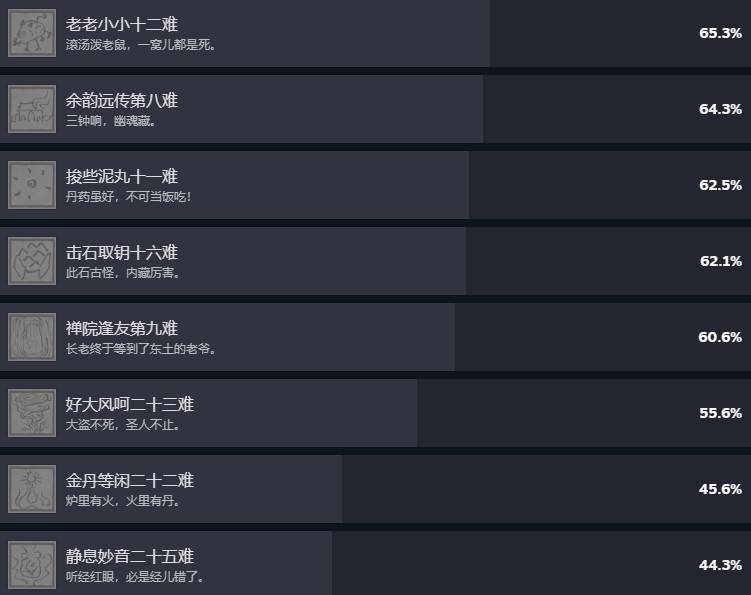 老老小小十二难
滚汤泼老鼠，一窝儿都是死。
65.3%
余韵远传第八难
三钟响，幽魂藏。
64.3%
捘些泥丸十一难
丹药虽好，不可当饭吃！
62.5%
击石取钥十六难
此石古怪，内藏厉害。
62.1%
禅院逢友第九难
长老终于等到了东土的老爷。
60.6%
好大风呵二十三难
大盗不死，圣人不止。
55.6%
金丹等闲二十二难
炉里有火，火里有丹。
45.6%
静息妙音二十五难
听经红眼，必是经儿错了。
44.3%